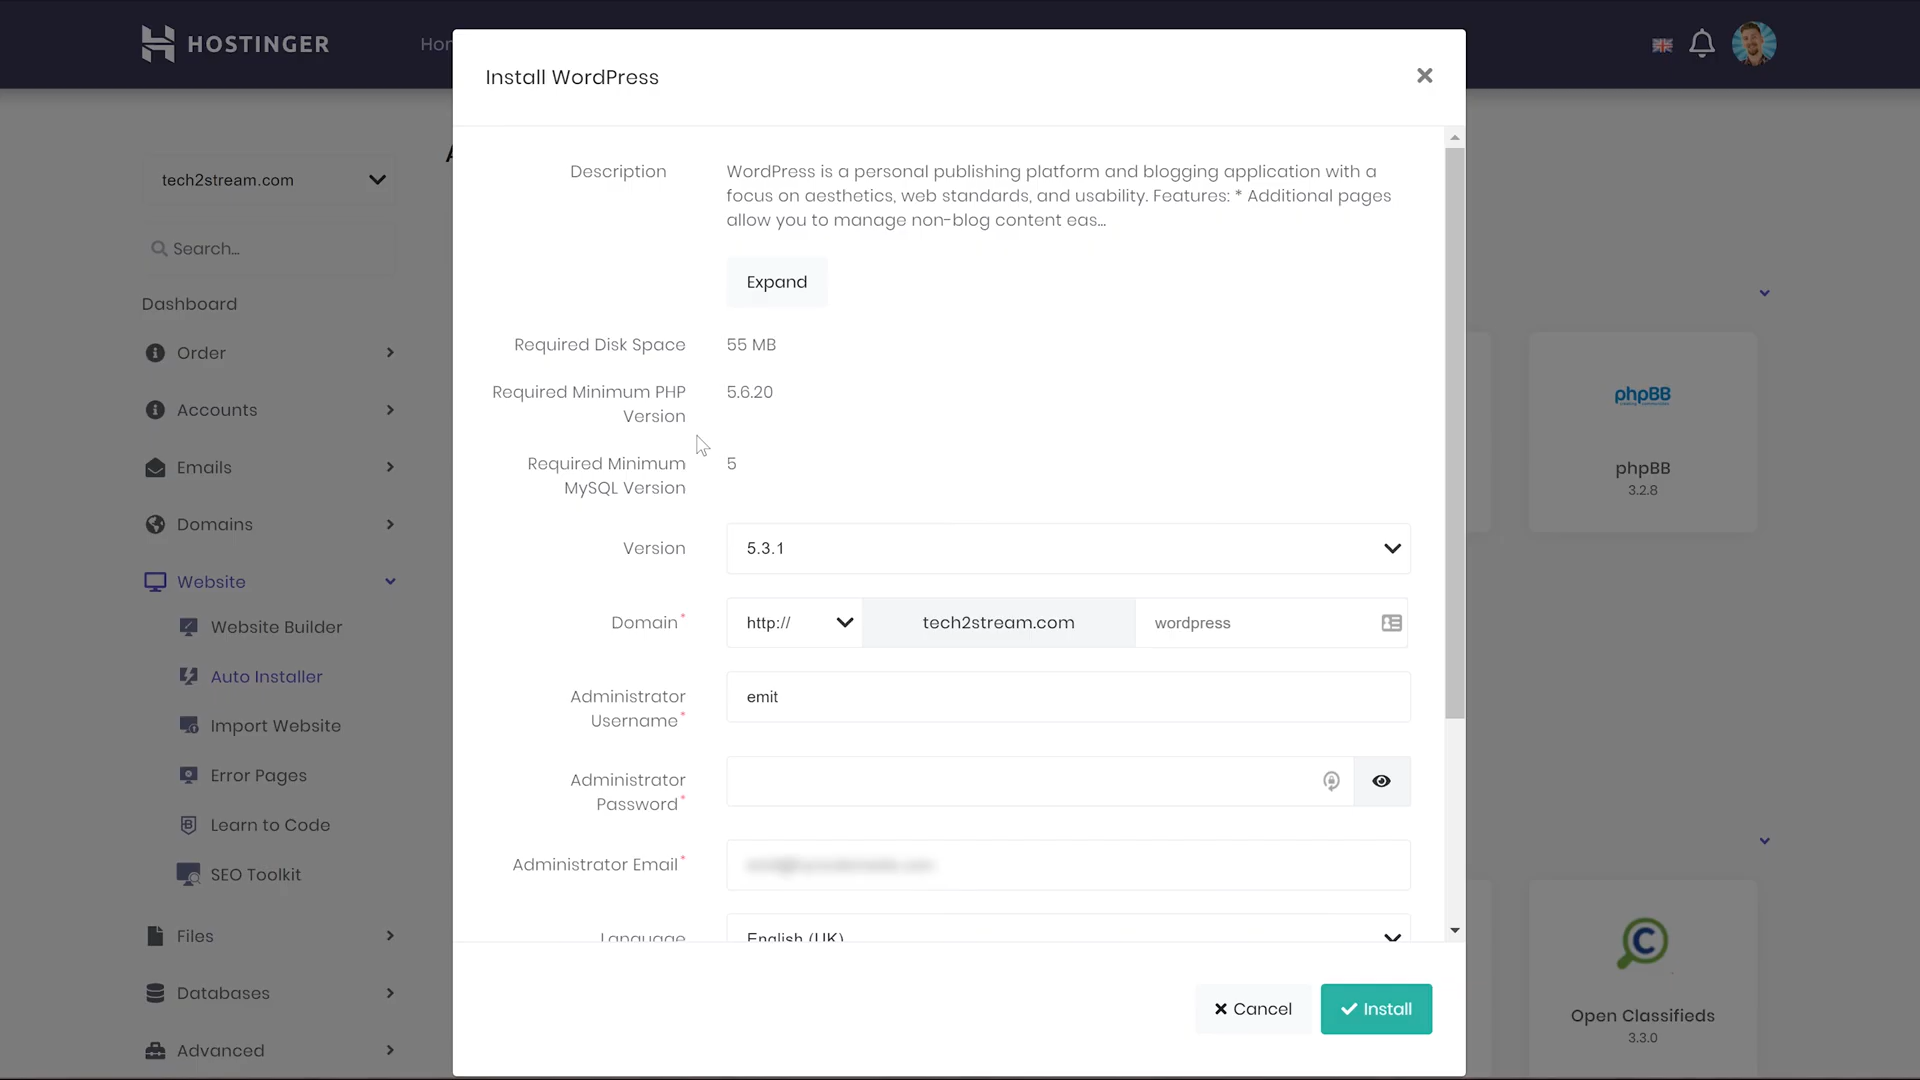 HOSTINGER
Hor
Install WordPress
tech2stream.com
Search...
Dashboard
Order
Accounts
Emails
Domains
Website
Website Builder
Auto Installer
Import Website
Error Pages
Learn to Code
SEO Toolkit
Files
Databases
Advanced
Description
WordPress is a personal publishing platform and blogging application with a
focus on aesthetics, web standards, and usability. Features: * Additional pages
allow you to manage non-blog content eas...
Expand
Required Disk Space
55 MB
Required Minimum PHP
Version
5.6.20
Required Minimum
MySQL Version
5
Version
5.3.1
Domain*
http://
tech2stream.com
wordpress
Administrator
Username*
emit
Administrator
Password*
Administrator Email*
Language
English (UK)
Cancel
Install
phpBB
phpBB
3.2.8
Open Classifieds
3.3.0